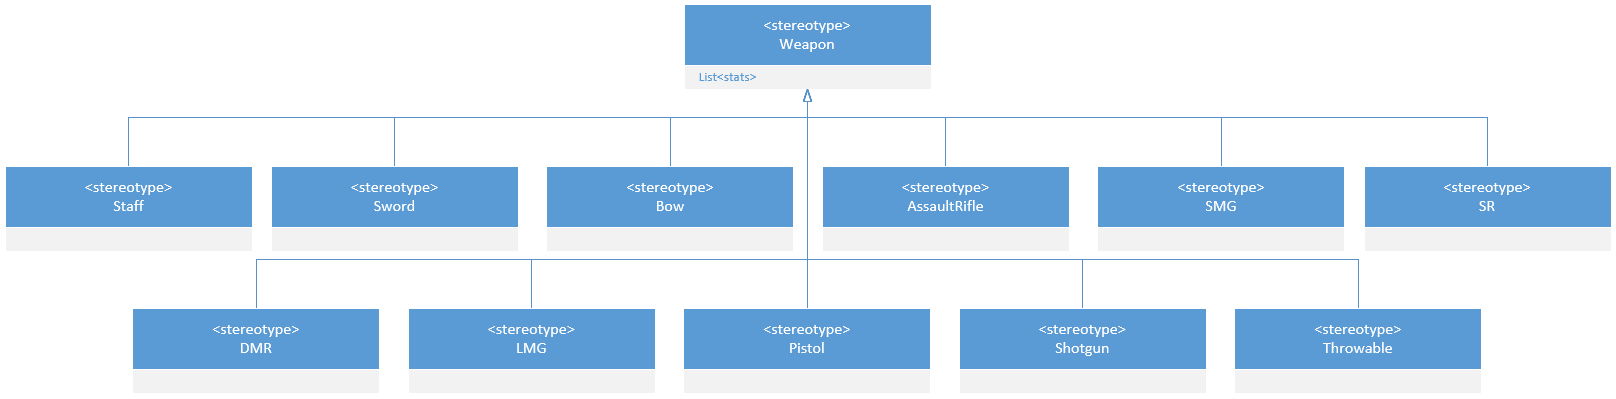 <stereotype>
Weapon
List<stats>
<stereotype>
Staff
<stereotype>
Sword
<stereotype>
Bow
<stereotype>
AssaultRifle
<stereotype>
SMG
<stereotype>
SR
<stereotype>
DMR
<stereotype>
LMG
<stereotype>
Pistol
<stereotype>
Shotgun
<stereotype>
Throwable